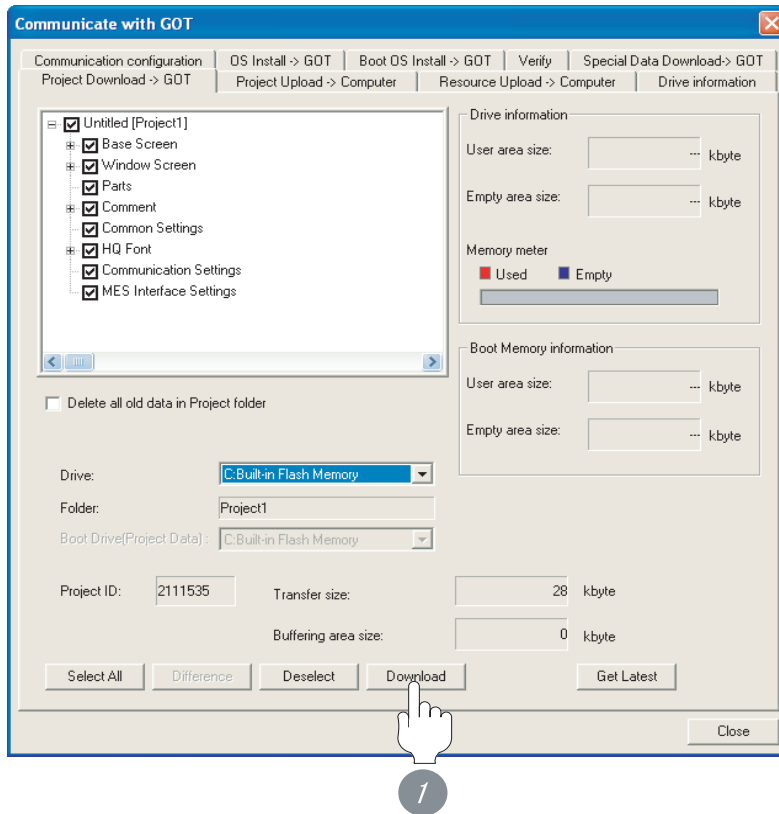 Communicate with GOT
Communication configuration OS Install -> GOT Boot OS Install -> GOT Verify Special Data Download-> GOT
Project Download -> GOT Project Upload -> Computer Resource Upload -> Computer Drive information
Untitled [Project1]
Base Screen
Window Screen
Parts
Comment
Common Settings
HQ Font
Communication Settings
MES Interface Settings
Drive information
User area size: --- kbyte
Empty area size: --- kbyte
Memory meter
Used Empty
Boot Memory information
User area size: --- kbyte
Empty area size: --- kbyte
Delete all old data in Project folder
Drive: C:Built-in Flash Memory
Folder: Project1
Boot Drive(Project Data) : C:Built-in Flash Memory
Project ID: 2111535 Transfer size: 28 kbyte
Buffering area size: 0 kbyte
Select All Difference Deselect Download Get Latest
Close
1